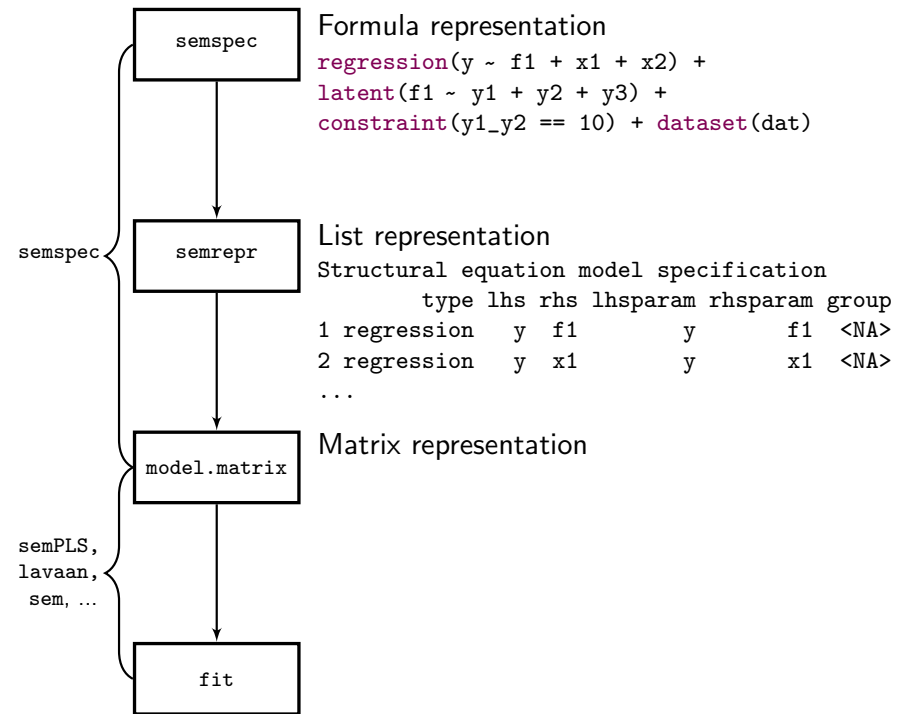 semspec
Formula representation
regression(y ~ f1 + x1 + x2) +
latent(f1 ~ y1 + y2 + y3) +
constraint(y1_y2 == 10) + dataset(dat)
semspec
semrepr
List representation
Structural equation model specification
type lhs rhs lhsparam rhsparam group
1 regression y f1 y f1 <NA>
2 regression y x1 y x1 <NA>
...
model.matrix
Matrix representation
semPLS,
lavaan,
sem, ...
fit